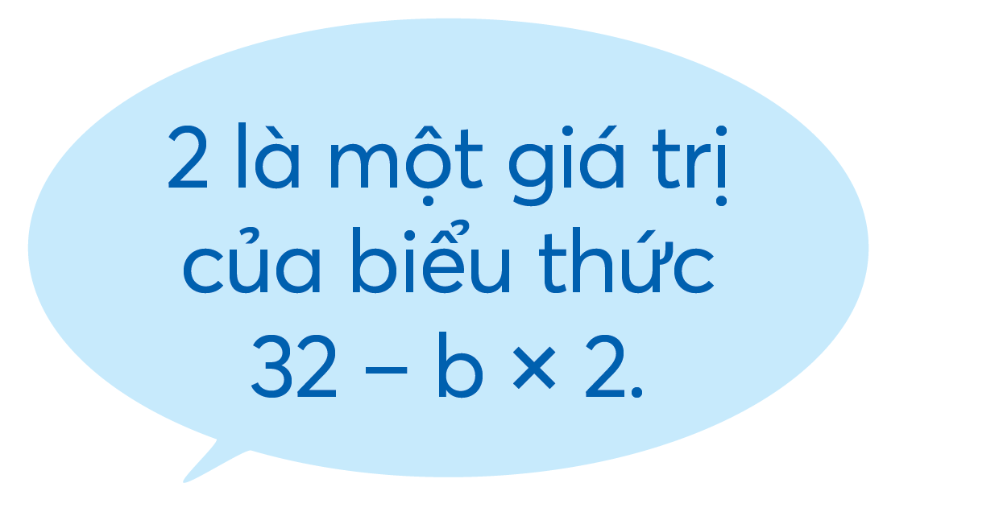 2 là một giá trị
của biểu thức
32 – b × 2.